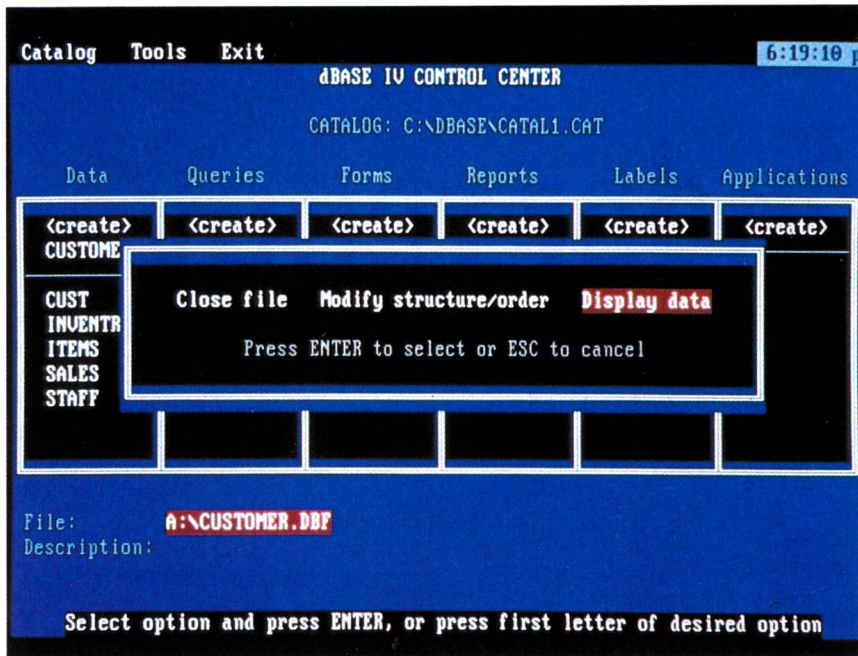 Catalog Tools Exit 6:19:10 p
dBASE IV CONTROL CENTER
CATALOG: C:\DBASE\CATAL1.CAT
Data Queries Forms Reports Labels Applications
<create> <create> <create> <create> <create> <create>
CUSTOME
CUST Close file Modify structure/order Display data
INVENTR
ITEMS Press ENTER to select or ESC to cancel
SALES
STAFF
File: A:\CUSTOMER.DBF
Description:
Select option and press ENTER, or press first letter of desired option